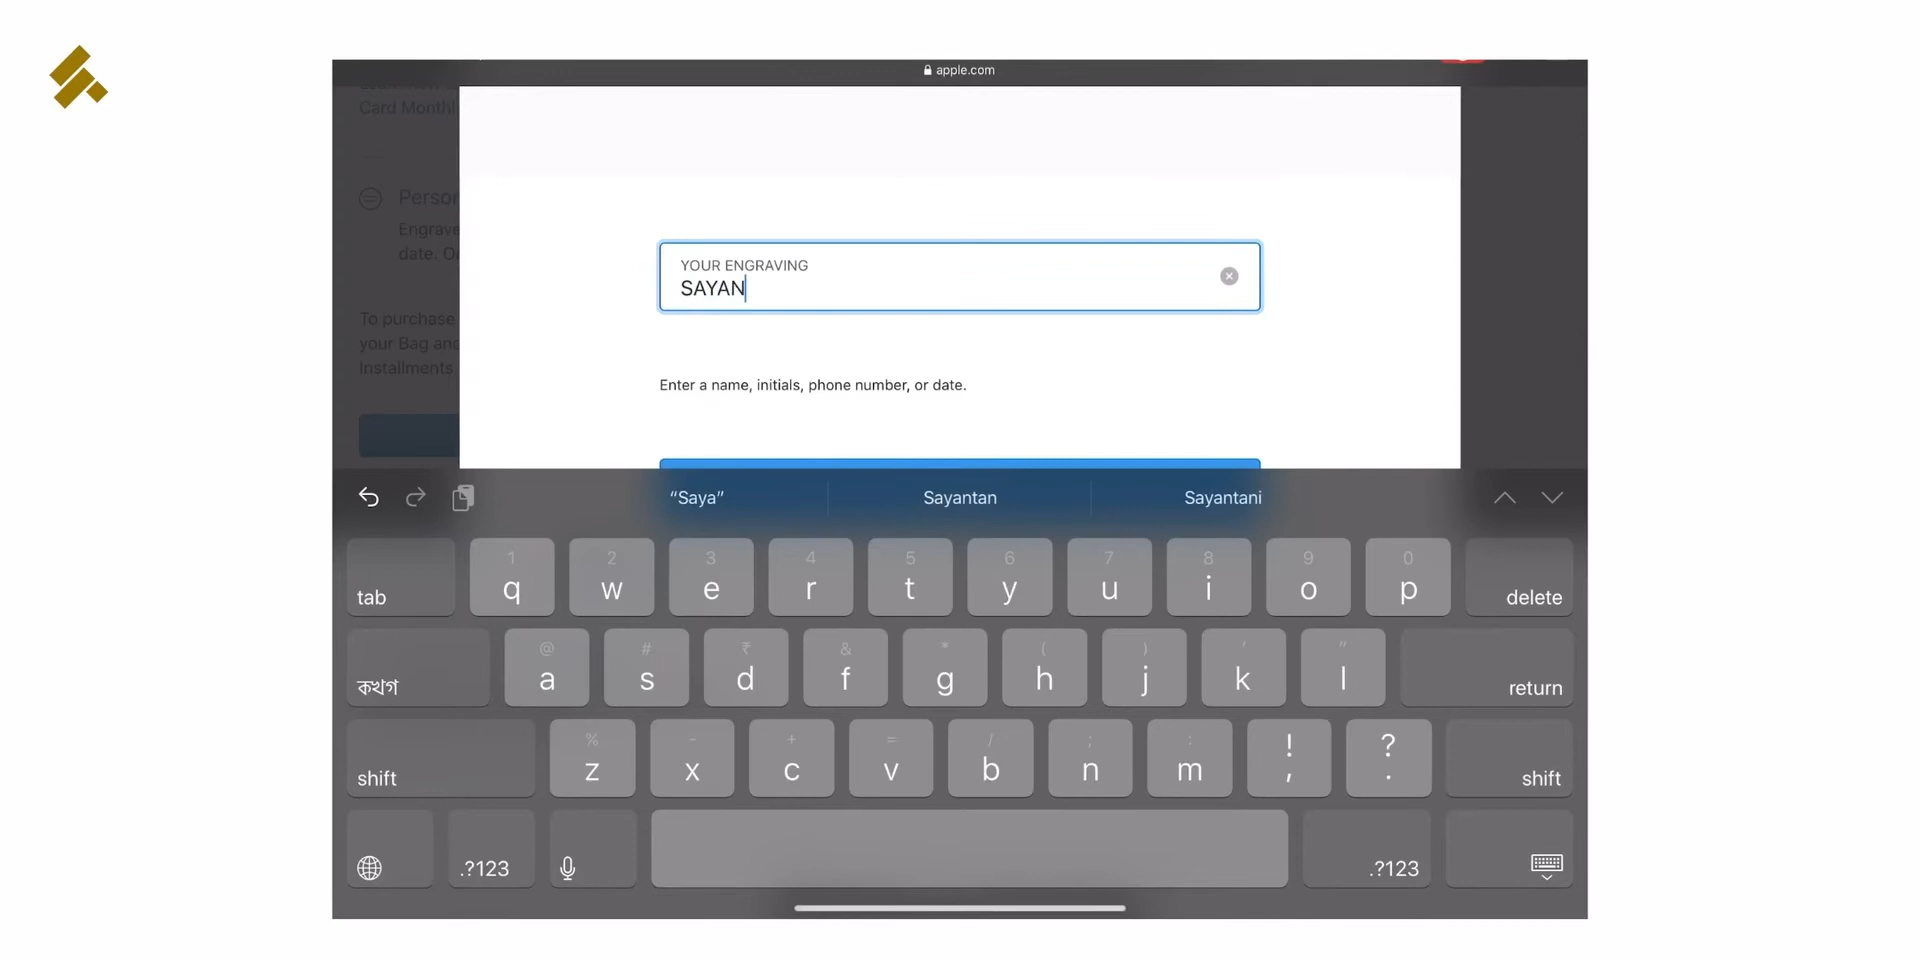 apple.com
Card Monthl
Person
Engrave
date. O
To purchase
your Bag and
Installments
YOUR ENGRAVING
SAYAN
Enter a name, initials, phone number, or date.
“Saya” Sayantan Sayantani
1 2 3 4 5 6 7 8 9 0
tab q w e r t y u i o p delete
@ # ₹ & * ( ) ' "
কখগ a s d f g h j k l return
% - + = / ; : ! ?
shift z x c v b n m , . shift
.?123 .?123